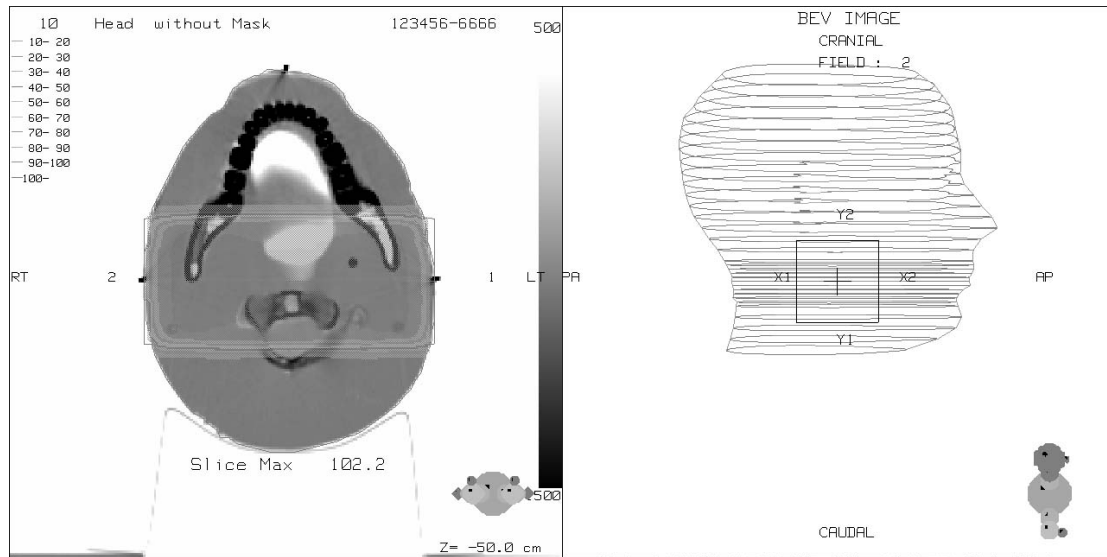 10 Head without Mask 123456-6666 500
10- 20
20- 30
30- 40
40- 50
50- 60
60- 70
70- 80
80- 90
90-100
100-
RT 2 1 LT
Slice Max 102.2
500
Z= -50.0 cm
BEV IMAGE
CRANIAL
FIELD : 2
Y2
PA X1 X2 AP
Y1
CAUDAL